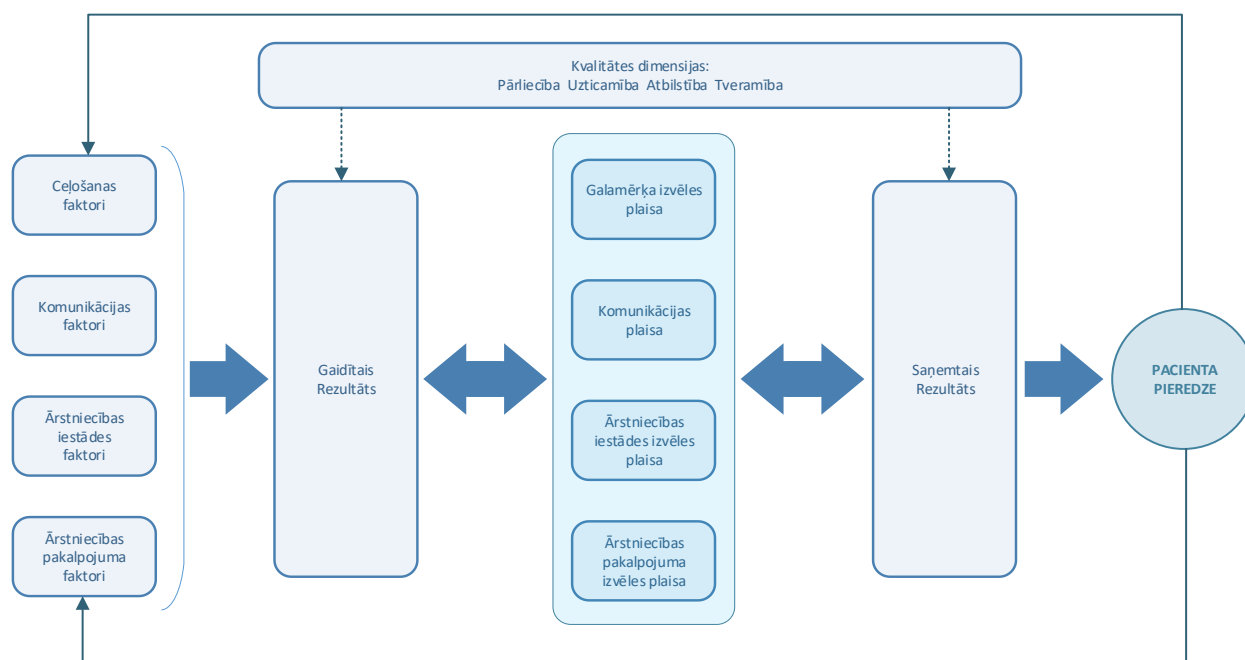 Kvalitātes dimensijas:
Pārliecība Uzticamība Atbilstība Tveramība
Ceļošanas
faktori
Komunikācijas
faktori
Ārstniecības
iestādes
faktori
Ārstniecības
pakalpojuma
faktori
Gaidītais
Rezultāts
Galamērķa izvēles
plaisa
Komunikācijas
plaisa
Ārstniecības
iestādes izvēles
plaisa
Ārstniecības
pakalpojuma
izvēles plaisa
Saņemtais
Rezultāts
PACIENTA
PIEREDZE